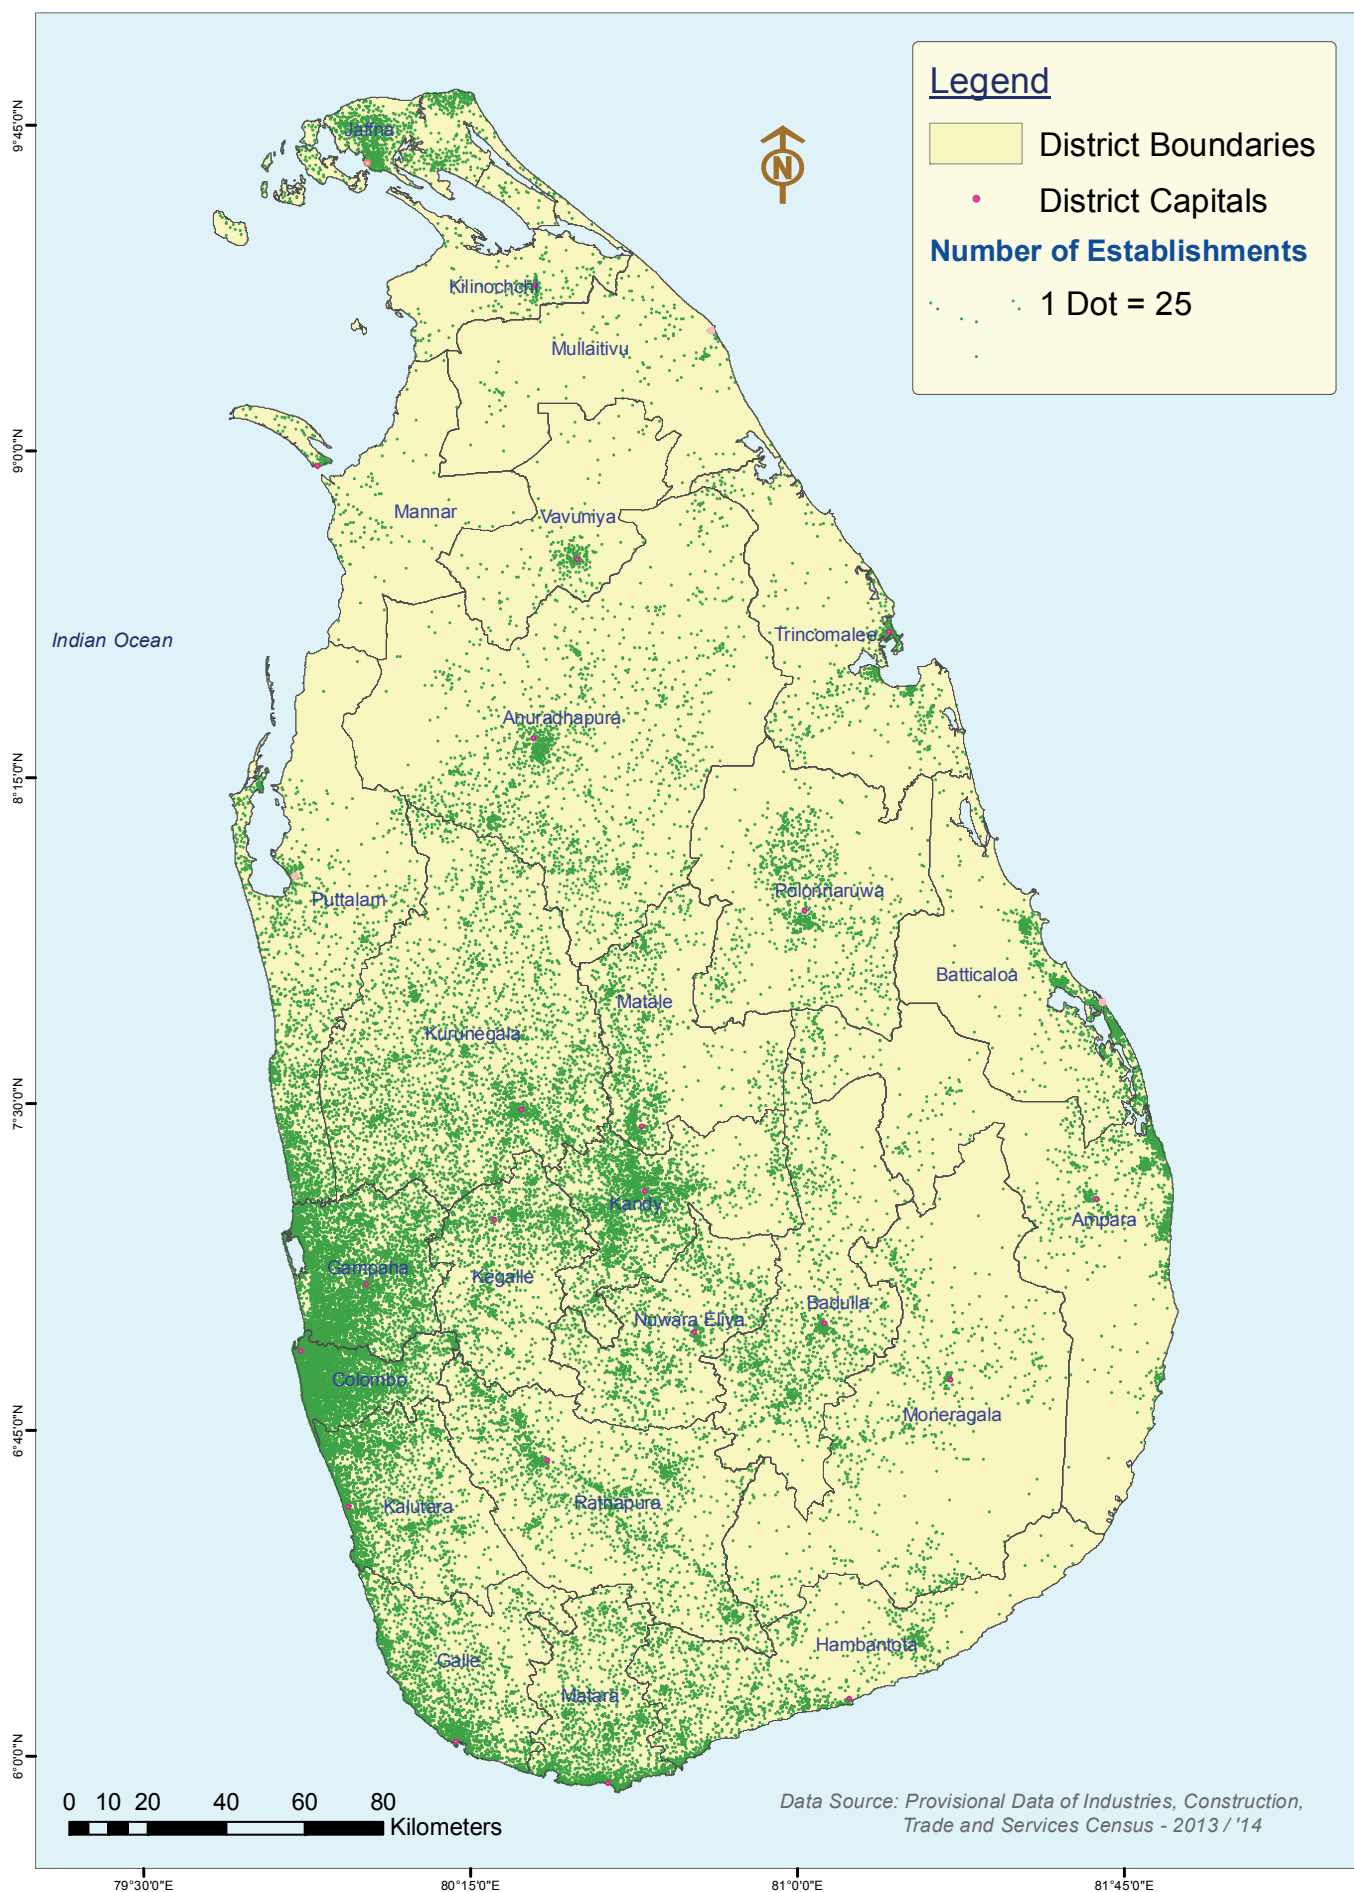 Legend
District Boundaries
District Capitals
Number of Establishments
1 Dot = 25
N
Jaffna
Kilinochchi
Mullaitivu
Mannar
Vavuniya
Indian Ocean
Trincomalee
Anuradhapura
Puttalam
Polonnaruwa
Batticaloa
Matale
Kurunegala
Kandy
Ampara
Gampaha
Kegalle
Badulla
Nuwara Eliya
Colombo
Moneragala
Kalutara
Ratnapura
Hambantota
Galle
Matara
0 10 20 40 60 80
Kilometers
Data Source: Provisional Data of Industries, Construction,
Trade and Services Census - 2013 / '14
9°45'0"N
9°0'0"N
8°15'0"N
7°30'0"N
6°45'0"N
6°0'0"N
79°30'0"E 80°15'0"E 81°0'0"E 81°45'0"E